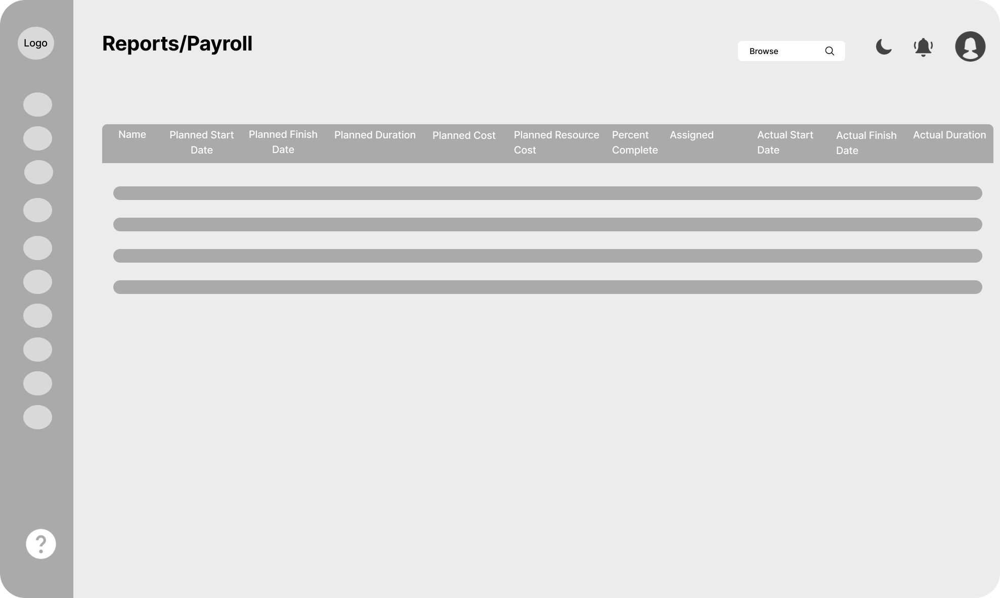 Logo
Reports/Payroll
Browse
Name
Planned Start
Date
Planned Finish
Date
Planned Duration
Planned Cost
Planned Resource
Cost
Percent
Complete
Assigned
Actual Start
Date
Actual Finish
Date
Actual Duration
?